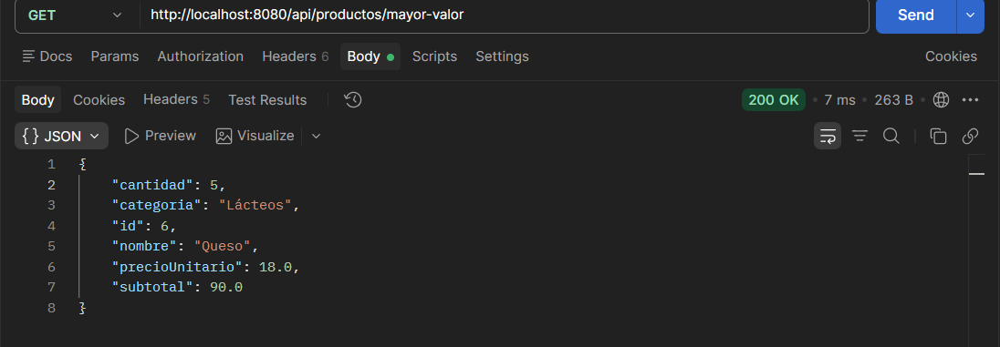 GET http://localhost:8080/api/productos/mayor-valor Send
Docs Params Authorization Headers 6 Body Scripts Settings Cookies
Body Cookies Headers 5 Test Results 200 OK • 7 ms • 263 B •
{} JSON Preview Visualize
1 {
2 "cantidad": 5,
3 "categoria": "Lácteos",
4 "id": 6,
5 "nombre": "Queso",
6 "precioUnitario": 18.0,
7 "subtotal": 90.0
8 }